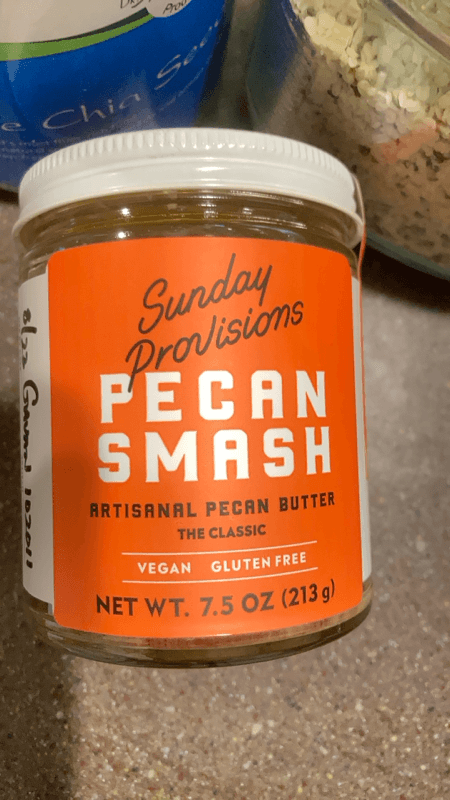 e Chia See
Sunday
Provisions
PECAN
SMASH
ARTISANAL PECAN BUTTER
THE CLASSIC
VEGAN GLUTEN FREE
NET WT. 7.5 OZ (213 g)